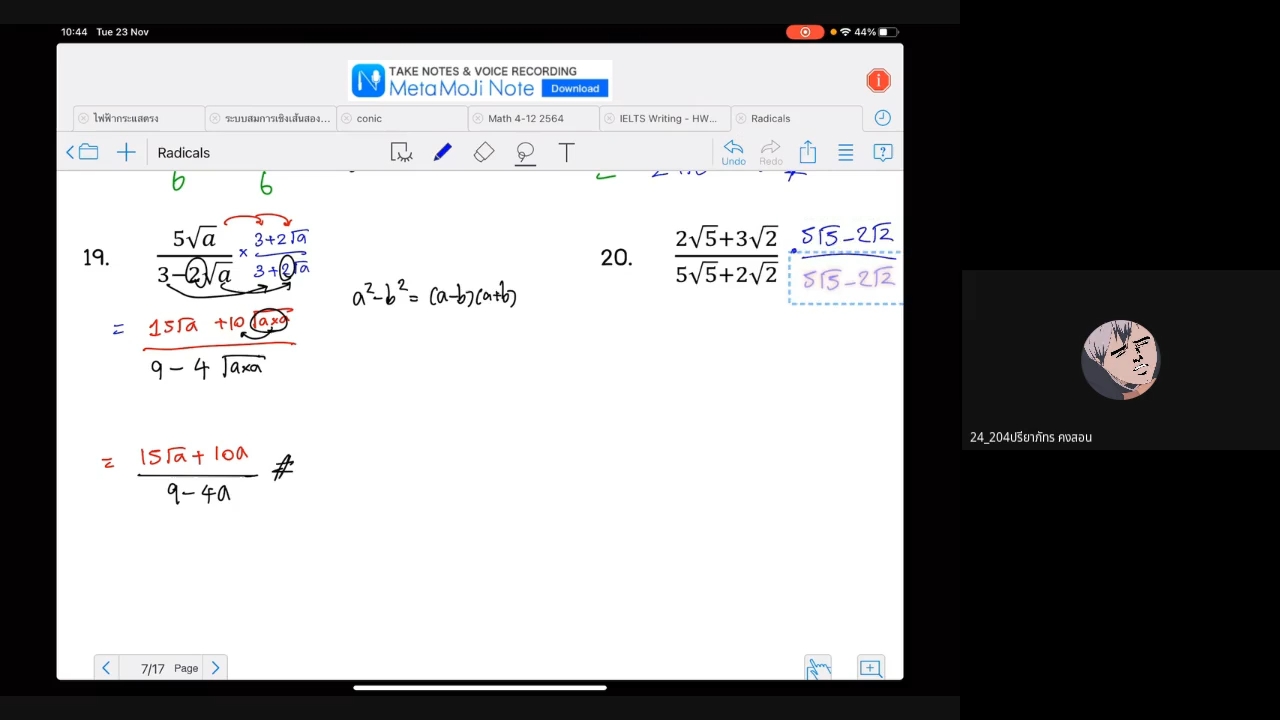 10:44 Tue 23 Nov 44%
TAKE NOTES & VOICE RECORDING
MetaMoJi Note Download
ไฟฟ้ากระแสตรง ระบบสมการเชิงเส้นสอง... conic Math 4-12 2564 IELTS Writing - HW... Radicals
Radicals T Undo Redo
6 6
19. 5√a / 3−2√a × 3+2√a / 3+2√a
= 15√a +10 √a×a / 9 − 4 √a×a
a²−b² = (a−b)(a+b)
= 15√a + 10a / 9 − 4a #
20. 2√5+3√2 / 5√5+2√2 · 5√5−2√2 / 5√5−2√2
7/17 Page
24_204ปรียาภัทร คงสอน